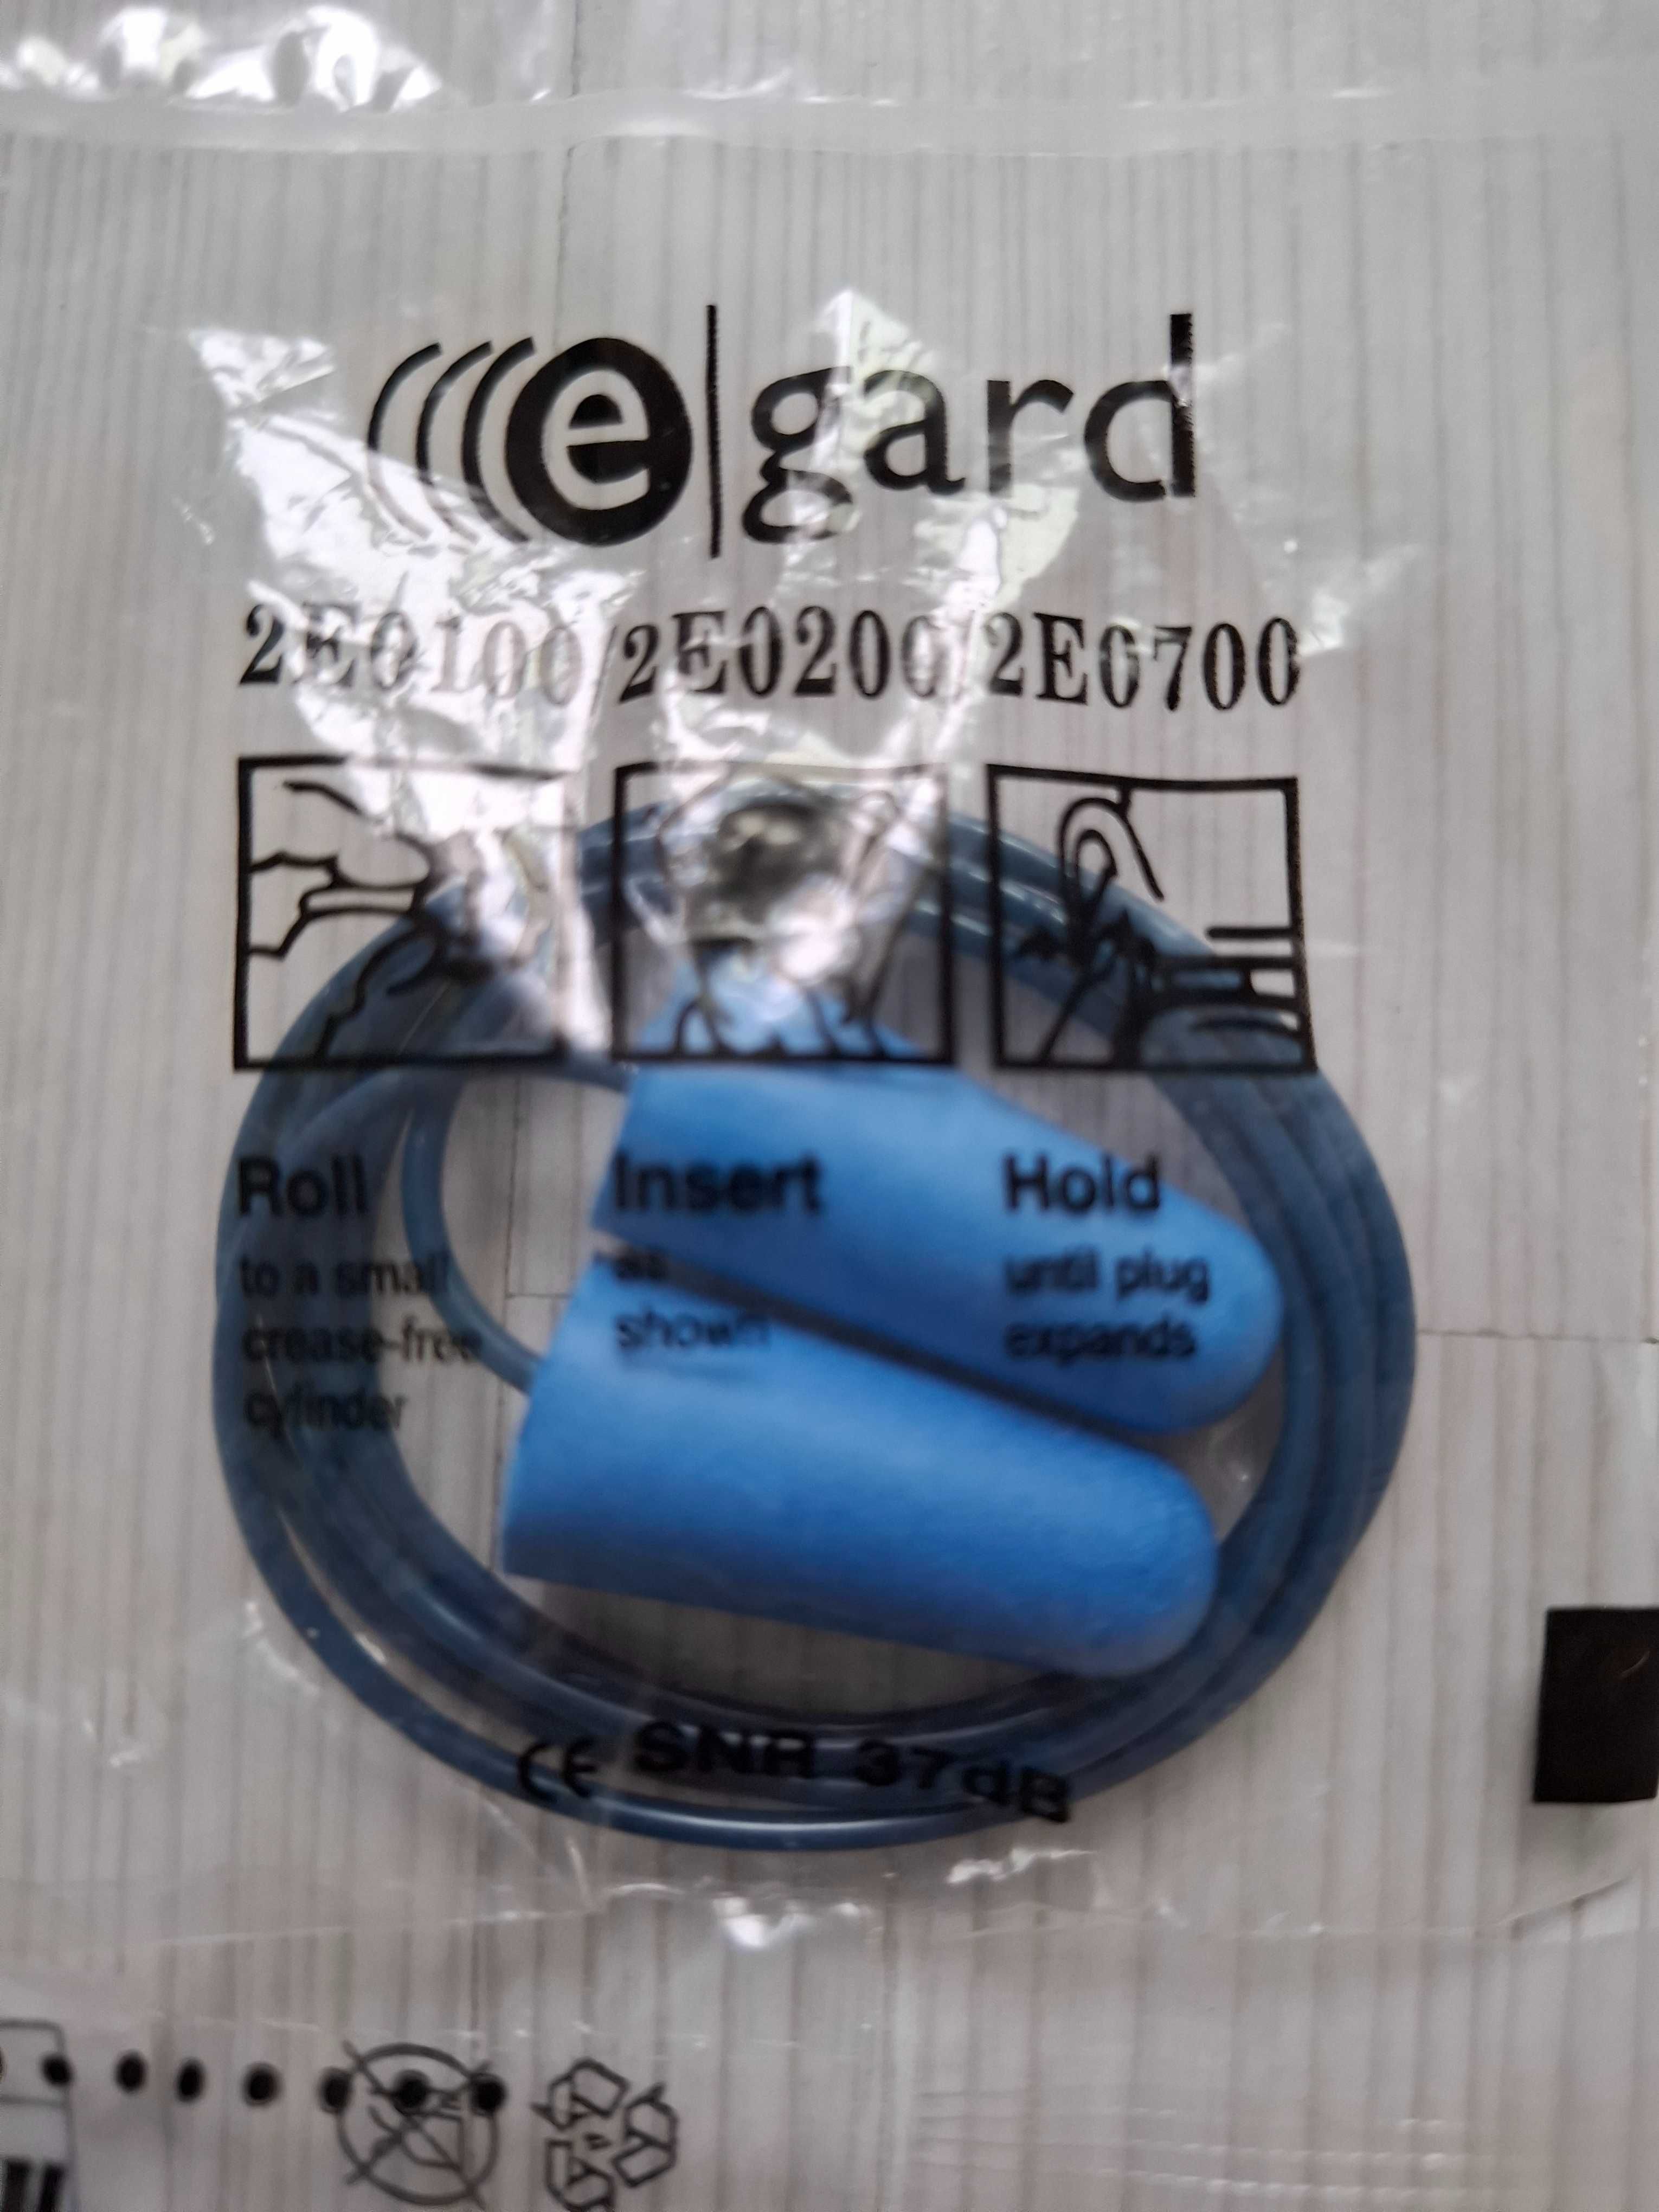 e|gard
2E0100/2E0200/2E0700
Roll Insert Hold
to a small as until plug
crease-free shown expands
cylinder
CE SNR 37dB